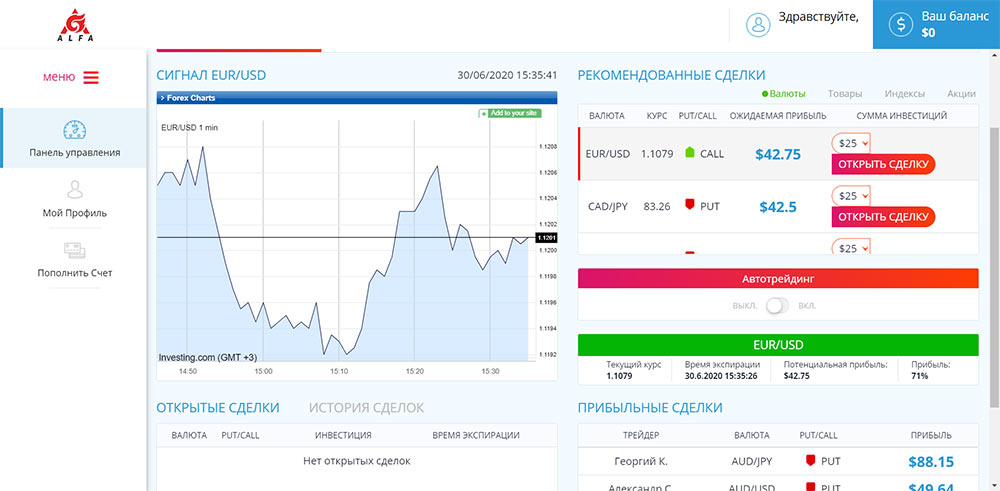 ALFA
Здравствуйте,
Ваш баланс
$0
меню
Панель управления
Мой Профиль
Пополнить Счет
СИГНАЛ EUR/USD
30/06/2020 15:35:41
Forex Charts
Add to your site
EUR/USD 1 min
1.1208
1.1206
1.1204
1.1202
1.1201
1.1200
1.1198
1.1196
1.1194
1.1192
Investing.com (GMT +3)
14:50 15:00 15:10 15:20 15:30
ОТКРЫТЫЕ СДЕЛКИ ИСТОРИЯ СДЕЛОК
ВАЛЮТА PUT/CALL ИНВЕСТИЦИЯ ВРЕМЯ ЭКСПИРАЦИИ
Нет открытых сделок
РЕКОМЕНДОВАННЫЕ СДЕЛКИ
Валюты Товары Индексы Акции
ВАЛЮТА КУРС PUT/CALL ОЖИДАЕМАЯ ПРИБЫЛЬ СУММА ИНВЕСТИЦИЙ
EUR/USD 1.1079 CALL $42.75 $25
ОТКРЫТЬ СДЕЛКУ
CAD/JPY 83.26 PUT $42.5 $25
ОТКРЫТЬ СДЕЛКУ
$25
Автотрейдинг
ВЫКЛ. ВКЛ.
EUR/USD
Текущий курс Время экспирации Потенциальная прибыль: Прибыль:
1.1079 30.6.2020 15:35:26 $42.75 71%
ПРИБЫЛЬНЫЕ СДЕЛКИ
ТРЕЙДЕР ВАЛЮТА PUT/CALL ПРИБЫЛЬ
Георгий К. AUD/JPY PUT $88.15
Александр С. AUD/USD PUT $49.64